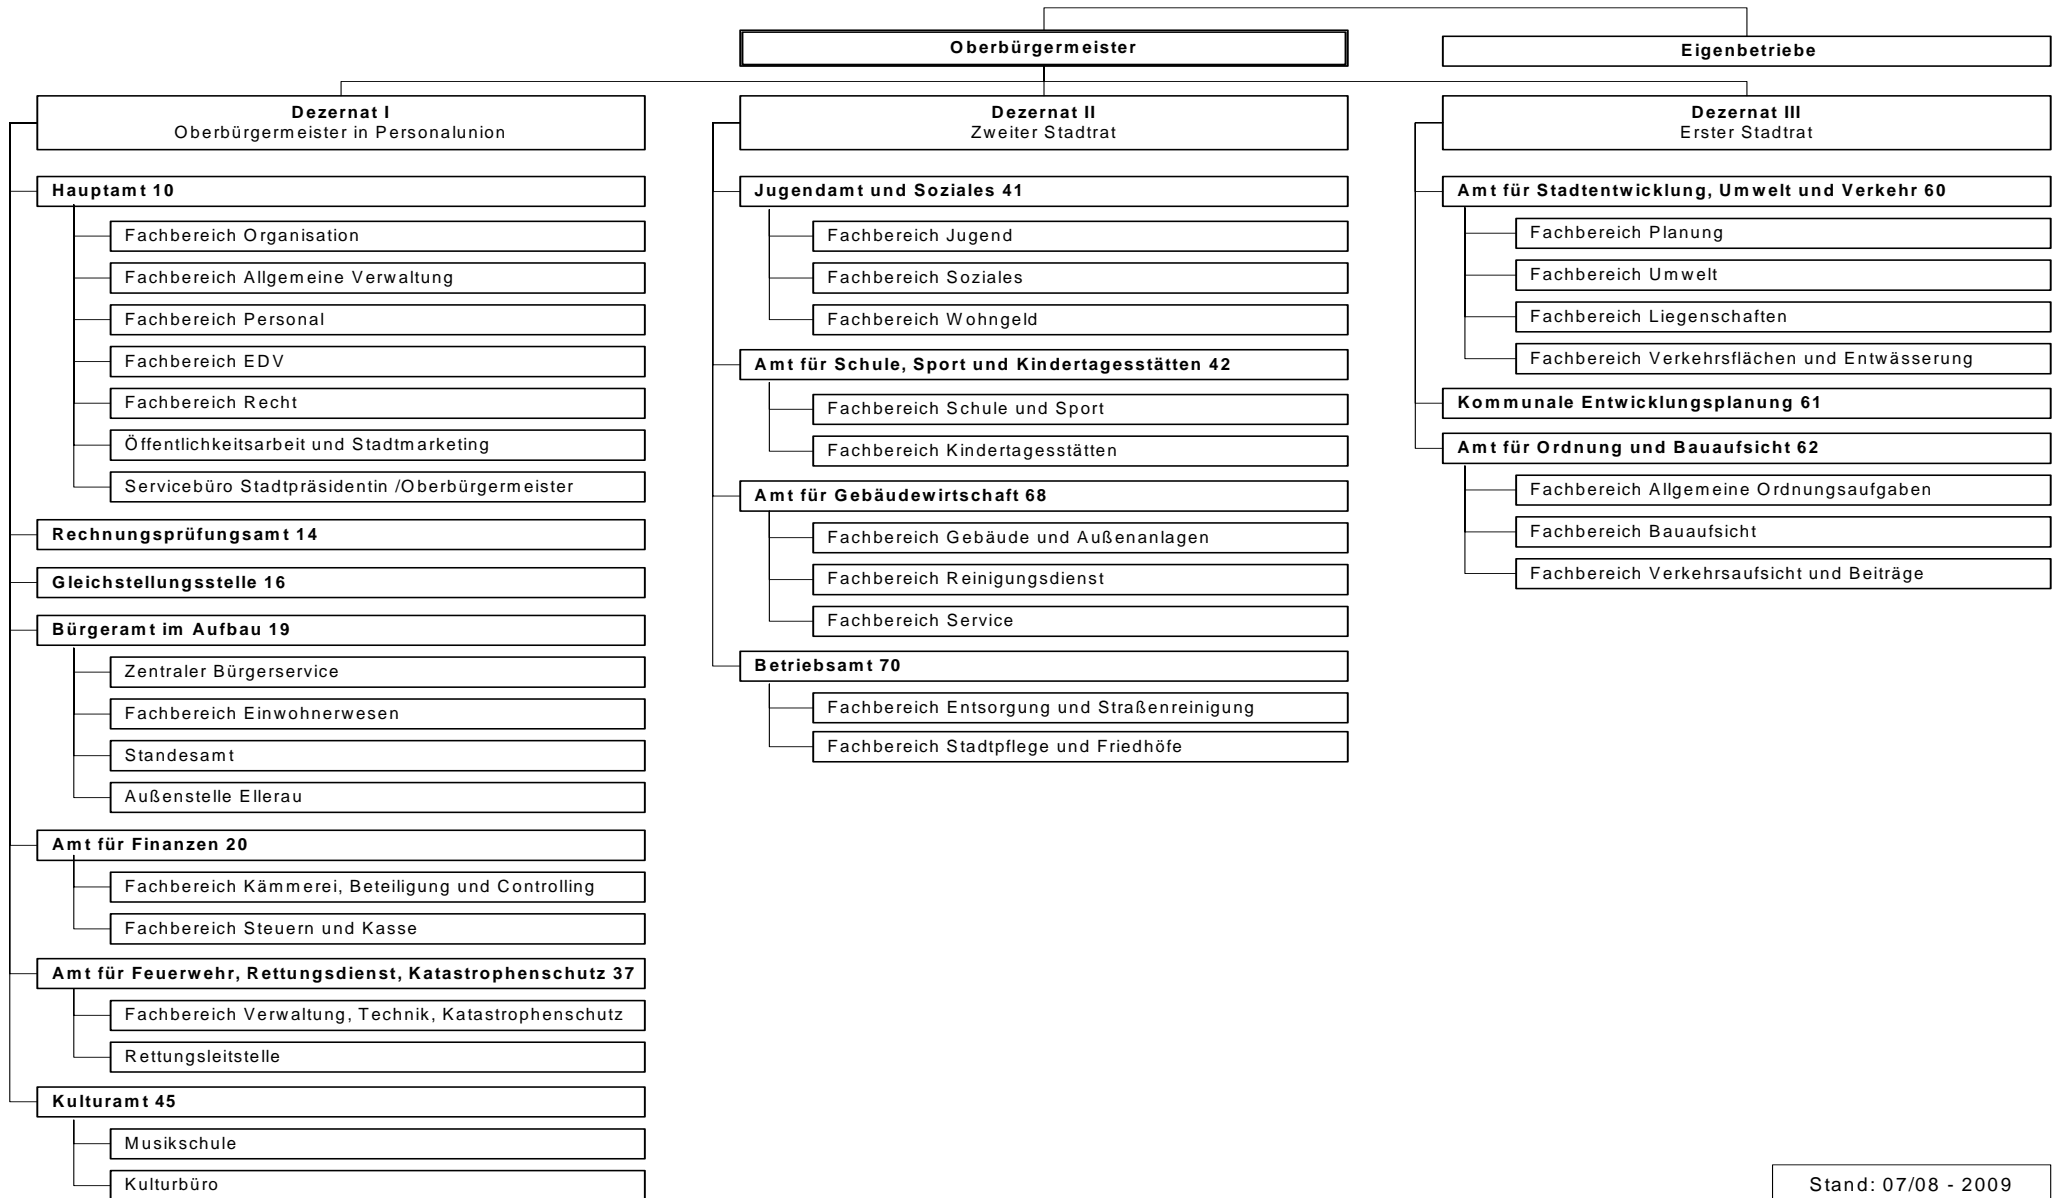 Oberbürgermeister
Eigenbetriebe
Dezernat I
Oberbürgermeister in Personalunion
Hauptamt 10
Fachbereich Organisation
Fachbereich Allgemeine Verwaltung
Fachbereich Personal
Fachbereich EDV
Fachbereich Recht
Öffentlichkeitsarbeit und Stadtmarketing
Servicebüro Stadtpräsidentin /Oberbürgermeister
Rechnungsprüfungsamt 14
Gleichstellungsstelle 16
Bürgeramt im Aufbau 19
Zentraler Bürgerservice
Fachbereich Einwohnerwesen
Standesamt
Außenstelle Ellerau
Amt für Finanzen 20
Fachbereich Kämmerei, Beteiligung und Controlling
Fachbereich Steuern und Kasse
Amt für Feuerwehr, Rettungsdienst, Katastrophenschutz 37
Fachbereich Verwaltung, Technik, Katastrophenschutz
Rettungsleitstelle
Kulturamt 45
Musikschule
Kulturbüro
Dezernat II
Zweiter Stadtrat
Jugendamt und Soziales 41
Fachbereich Jugend
Fachbereich Soziales
Fachbereich Wohngeld
Amt für Schule, Sport und Kindertagesstätten 42
Fachbereich Schule und Sport
Fachbereich Kindertagesstätten
Amt für Gebäudewirtschaft 68
Fachbereich Gebäude und Außenanlagen
Fachbereich Reinigungsdienst
Fachbereich Service
Betriebsamt 70
Fachbereich Entsorgung und Straßenreinigung
Fachbereich Stadtpflege und Friedhöfe
Dezernat III
Erster Stadtrat
Amt für Stadtentwicklung, Umwelt und Verkehr 60
Fachbereich Planung
Fachbereich Umwelt
Fachbereich Liegenschaften
Fachbereich Verkehrsflächen und Entwässerung
Kommunale Entwicklungsplanung 61
Amt für Ordnung und Bauaufsicht 62
Fachbereich Allgemeine Ordnungsaufgaben
Fachbereich Bauaufsicht
Fachbereich Verkehrsaufsicht und Beiträge
Stand: 07/08 - 2009